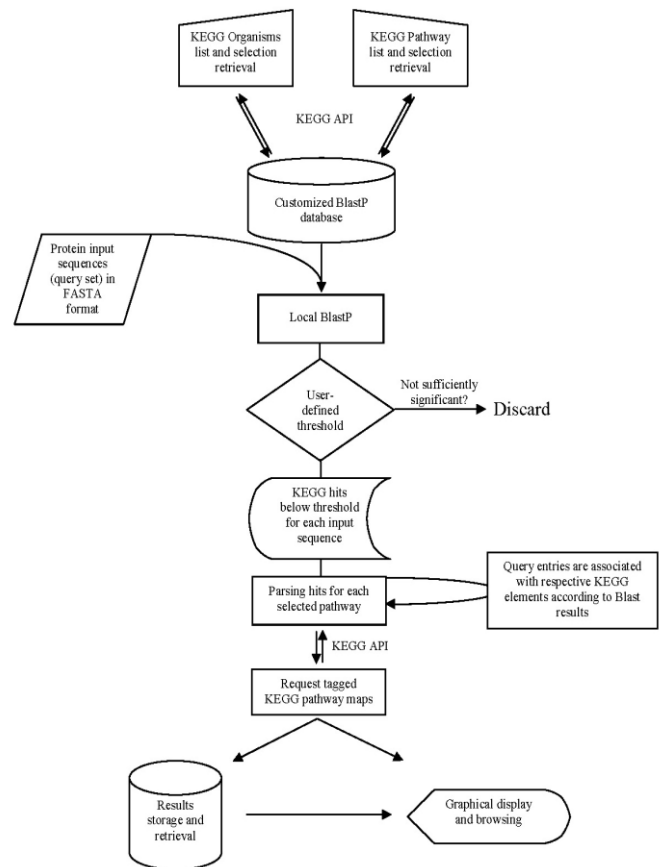 KEGG Organisms
list and selection
retrieval
KEGG Pathway
list and selection
retrieval
KEGG API
Customized BlastP
database
Protein input
sequences
(query set) in
FASTA
format
Local BlastP
User-
defined
threshold
Not sufficiently
significant?
Discard
KEGG hits
below threshold
for each input
sequence
Parsing hits for each
selected pathway
Query entries are associated
with respective KEGG
elements according to Blast
results
KEGG API
Request tagged
KEGG pathway maps
Results
storage and
retrieval
Graphical display
and browsing